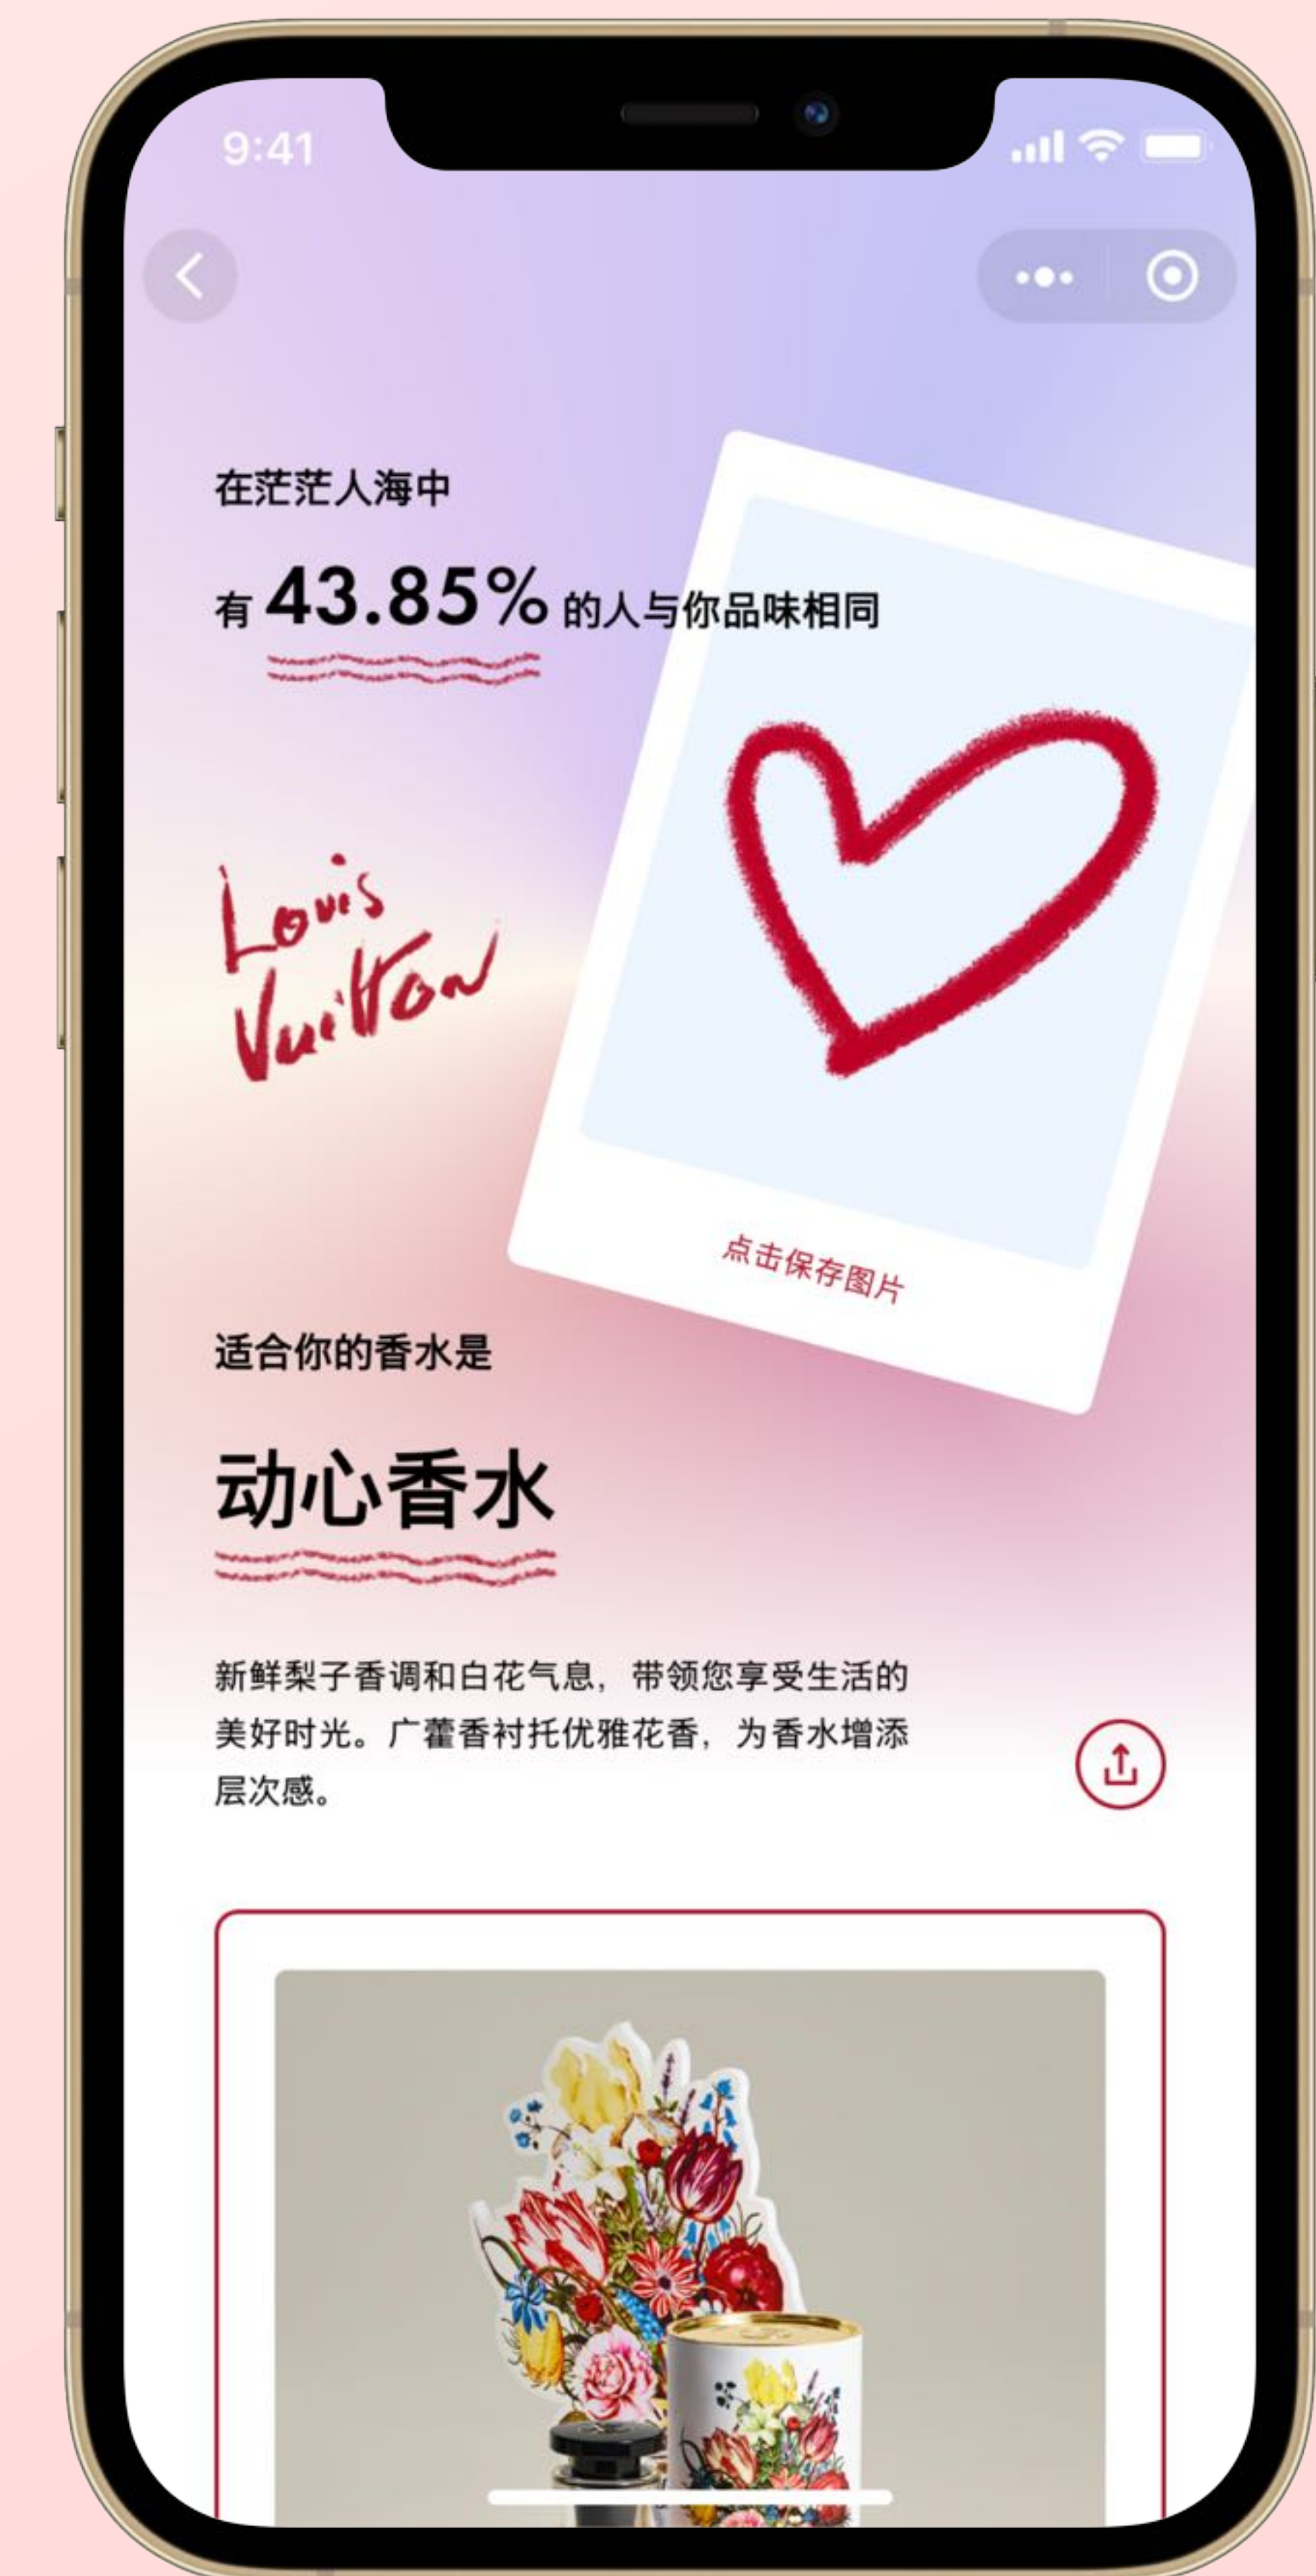 9:41
在茫茫人海中
有 43.85% 的人与你品味相同
Louis
Vuitton
点击保存图片
适合你的香水是
动心香水
新鲜梨子香调和白花气息，带领您享受生活的
美好时光。广藿香衬托优雅花香，为香水增添
层次感。